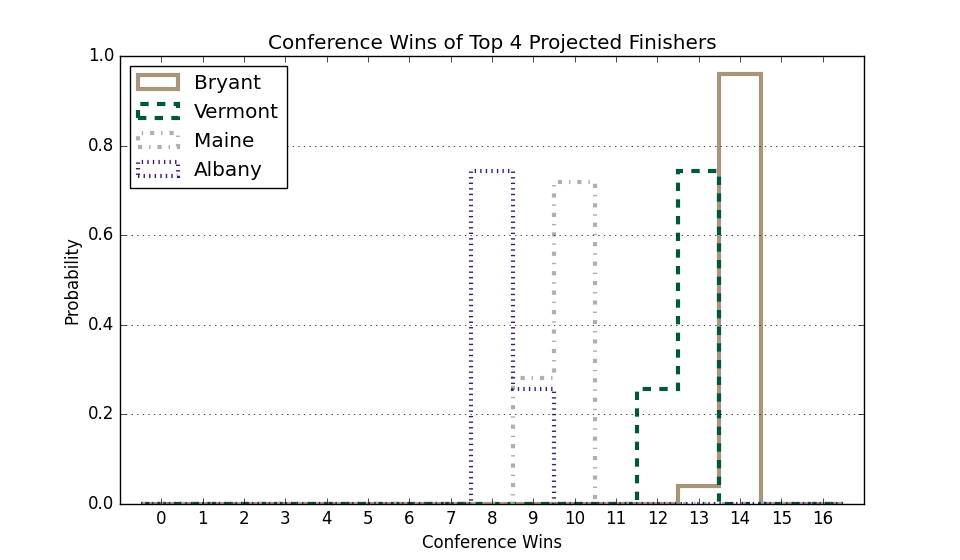 Conference Wins of Top 4 Projected Finishers
1.0
0.8
0.6
0.4
0.2
0.0
Probability
Bryant
Vermont
Maine
Albany
0 1 2 3 4 5 6 7 8 9 10 11 12 13 14 15 16
Conference Wins